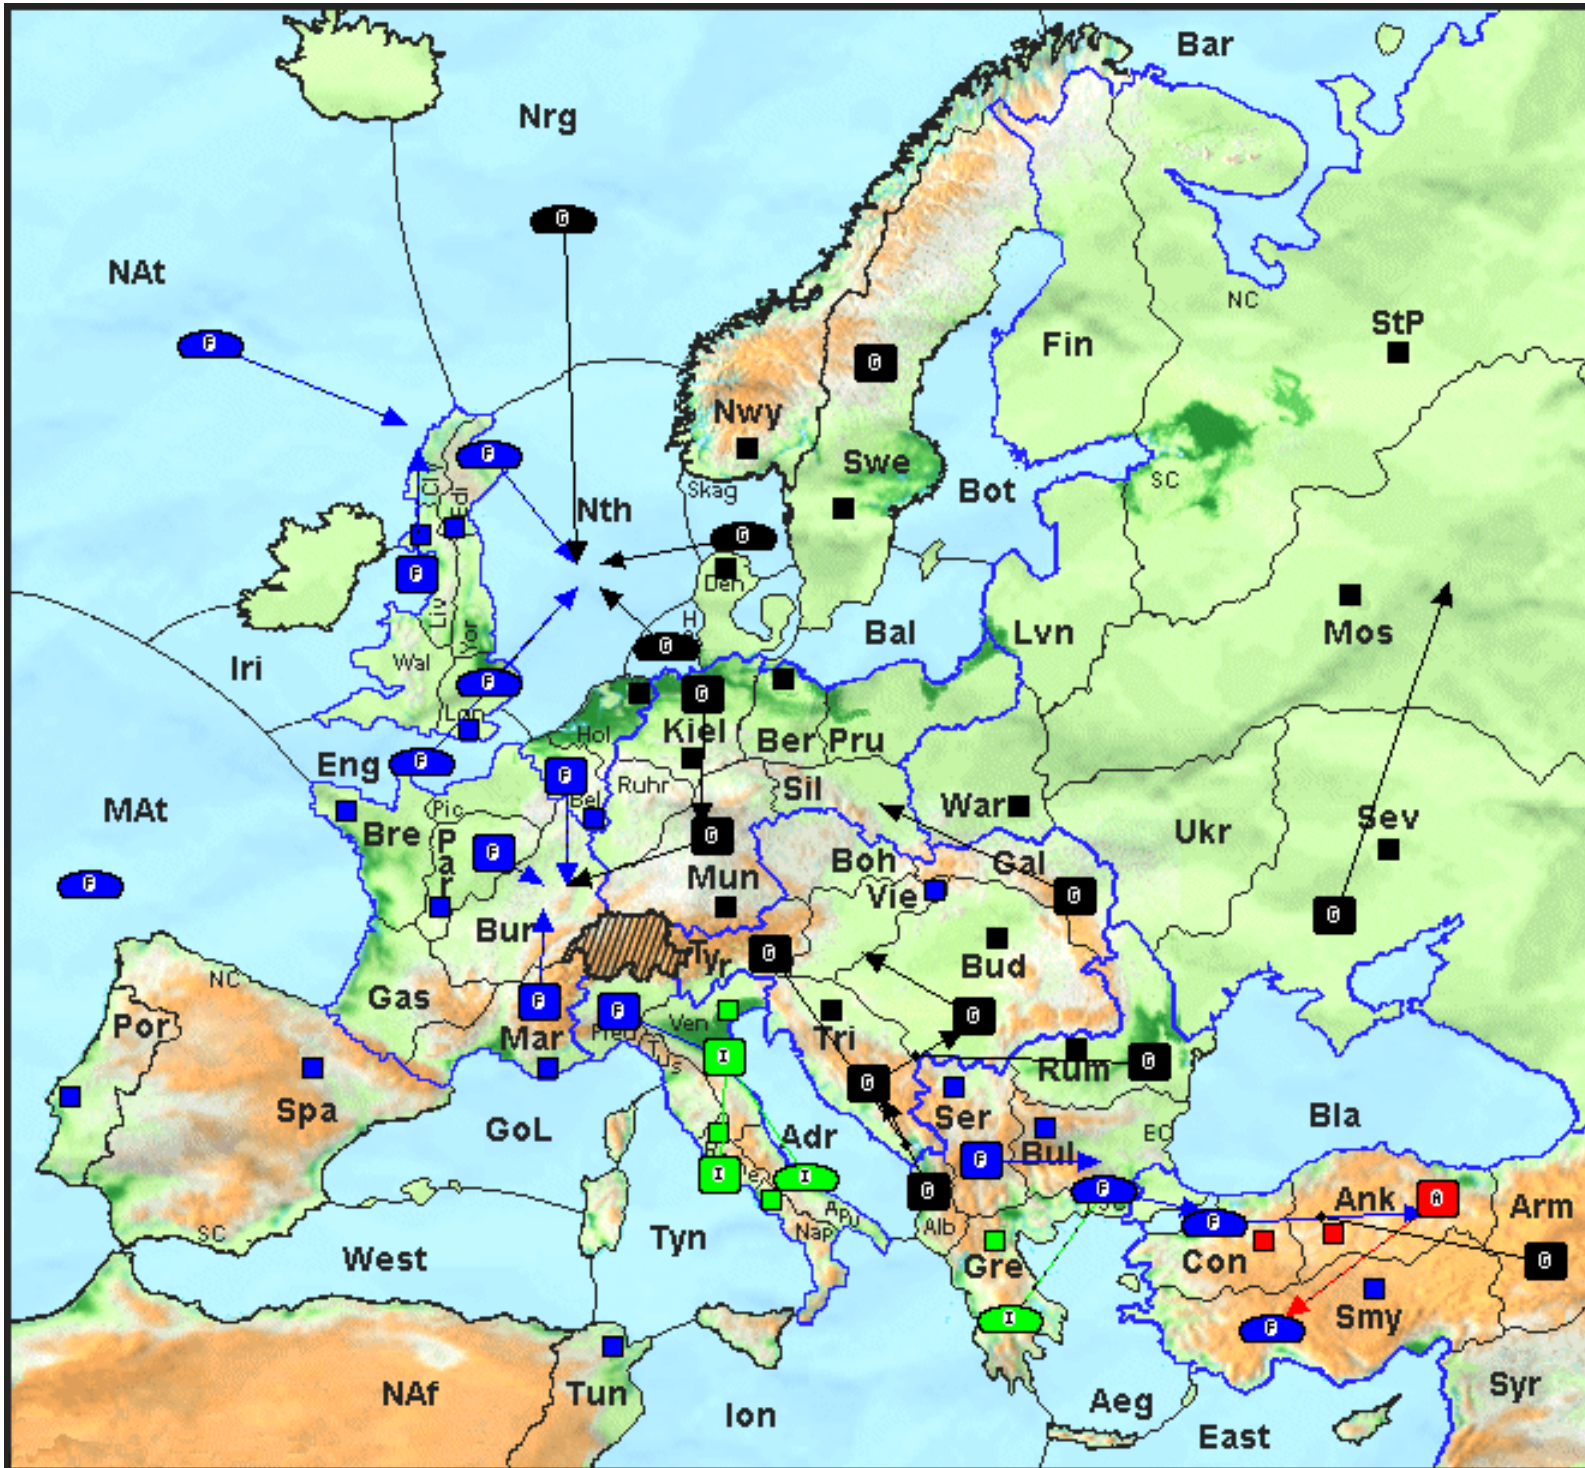 Bar
Nrg
G
NAt
NC
StP
F
Fin
G
Nwy
F
Swe
Cly
Edi
Skag
SC
Bot
Nth
G
F
Den
Mos
Liv
Yor
H
Bal
Lvn
Iri
Wal
G
F
G
Lon
Hol
Kiel
Ber
Pru
Eng
F
F
Ruhr
Sil
MAt
Pic
Bel
War
Sev
Bre
Par
F
G
Ukr
Boh
Gal
F
Mun
Vie
G
G
Bur
Tyr
G
Bud
NC
Gas
F
F
G
Por
Mar
Pied
Ven
Tri
Tus
I
G
Rum
G
Spa
Ser
GoL
Adr
Bla
Bul
EC
F
I
I
G
F
Ank
A
Arm
Apu
Alb
F
SC
Tyn
Nap
Con
G
West
Gre
I
F
Smy
NAf
Tun
Ion
Aeg
Syr
East